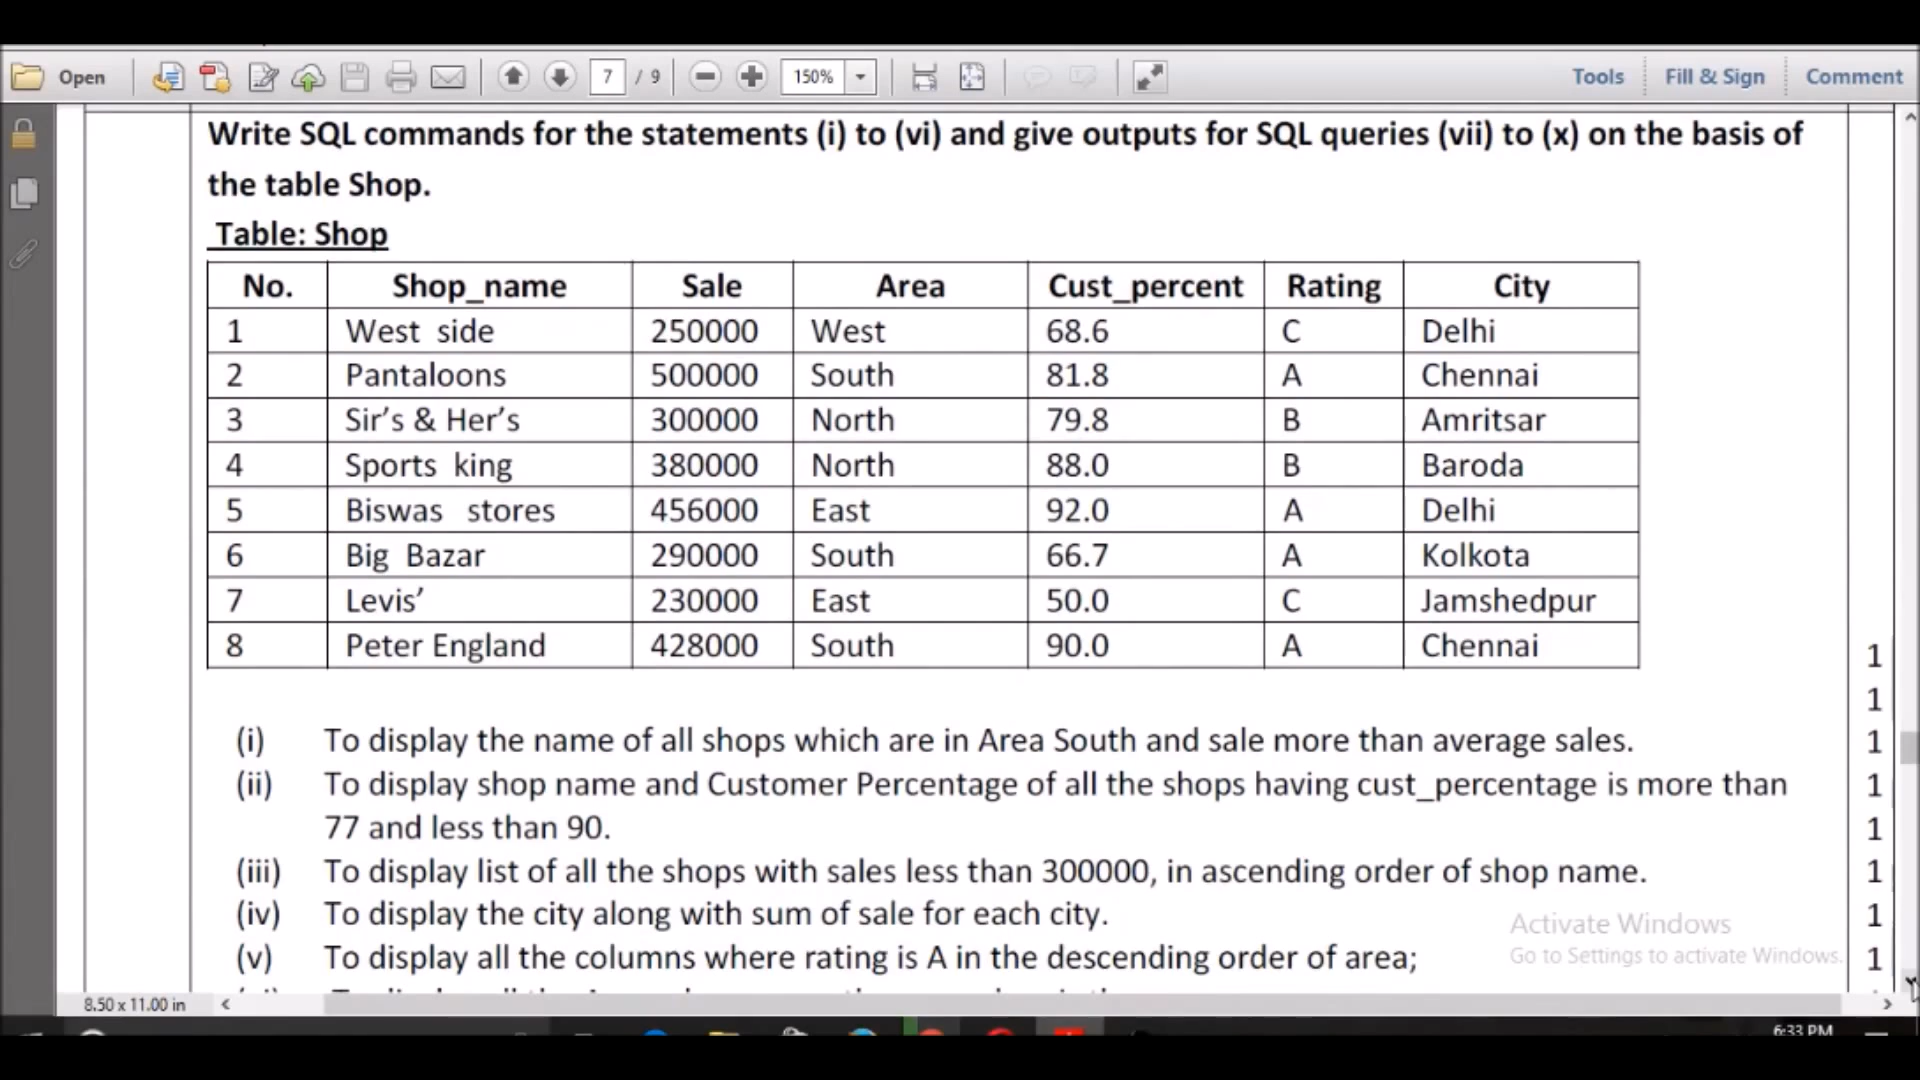 Open 7 / 9 150% Tools Fill & Sign Comment
Write SQL commands for the statements (i) to (vi) and give outputs for SQL queries (vii) to (x) on the basis of
the table Shop.
Table: Shop
No. Shop_name Sale Area Cust_percent Rating City
1 West side 250000 West 68.6 C Delhi
2 Pantaloons 500000 South 81.8 A Chennai
3 Sir’s & Her’s 300000 North 79.8 B Amritsar
4 Sports king 380000 North 88.0 B Baroda
5 Biswas stores 456000 East 92.0 A Delhi
6 Big Bazar 290000 South 66.7 A Kolkota
7 Levis’ 230000 East 50.0 C Jamshedpur
8 Peter England 428000 South 90.0 A Chennai
1
1
(i) To display the name of all shops which are in Area South and sale more than average sales. 1
(ii) To display shop name and Customer Percentage of all the shops having cust_percentage is more than 1
77 and less than 90. 1
(iii) To display list of all the shops with sales less than 300000, in ascending order of shop name. 1
(iv) To display the city along with sum of sale for each city. 1
(v) To display all the columns where rating is A in the descending order of area; 1
Activate Windows
Go to Settings to activate Windows.
8.50 x 11.00 in
6:33 PM